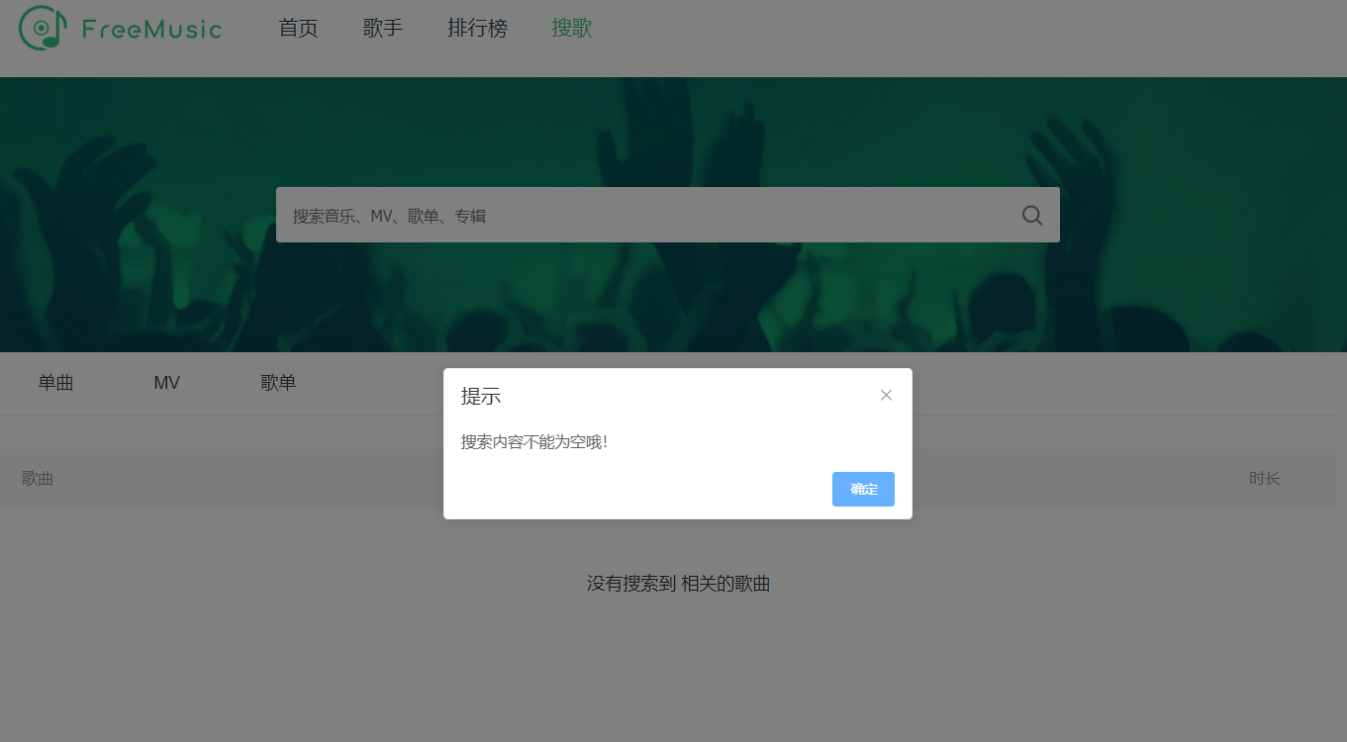 FreeMusic 首页 歌手 排行榜 搜歌
搜索音乐、MV、歌单、专辑
单曲 MV 歌单
提示
搜索内容不能为空哦!
确定
歌曲 时长
没有搜索到 相关的歌曲